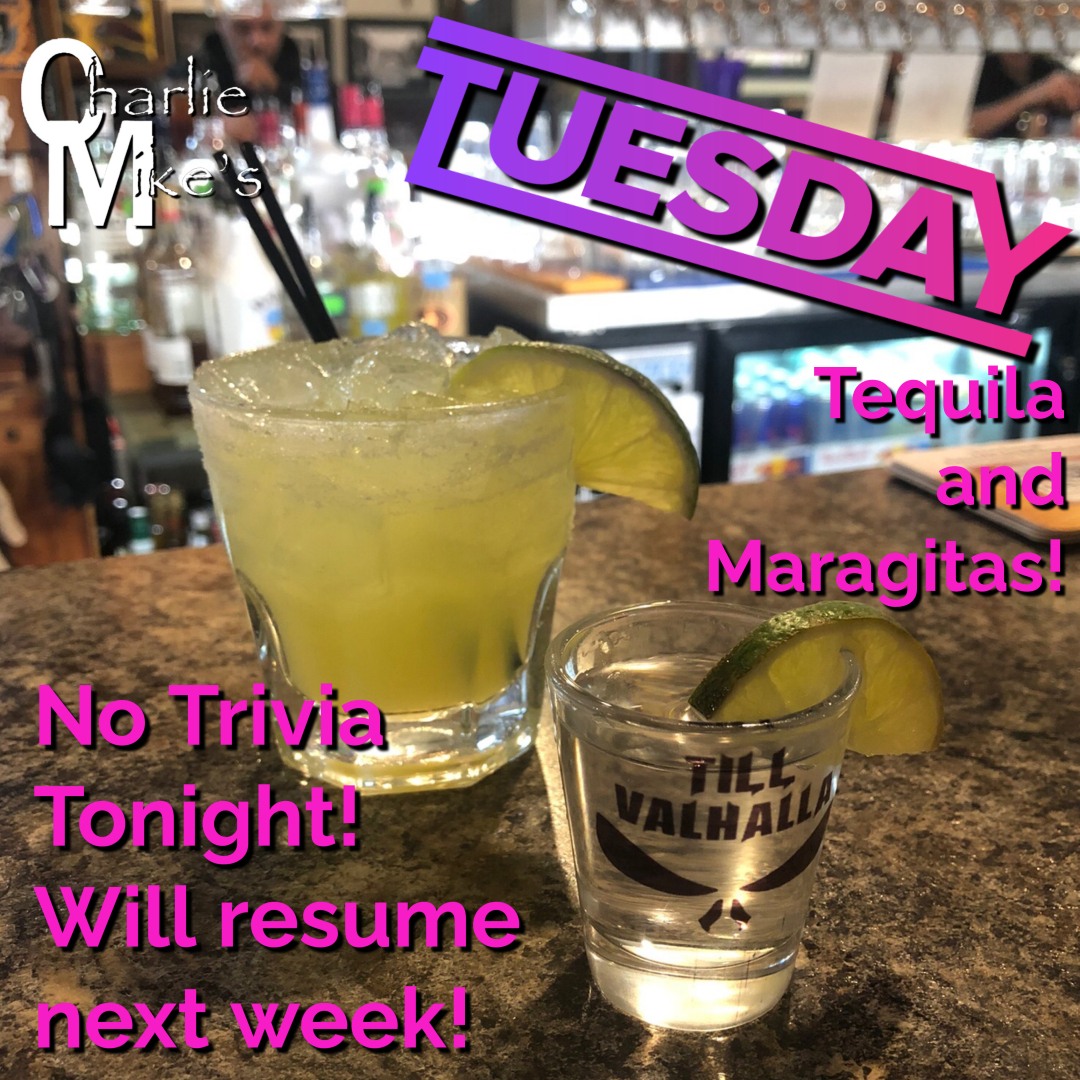 Charlie
Mike's
TUESDAY
Tequila
and
Maragitas!
No Trivia
Tonight!
Will resume
next week!
TILL
VALHALLA